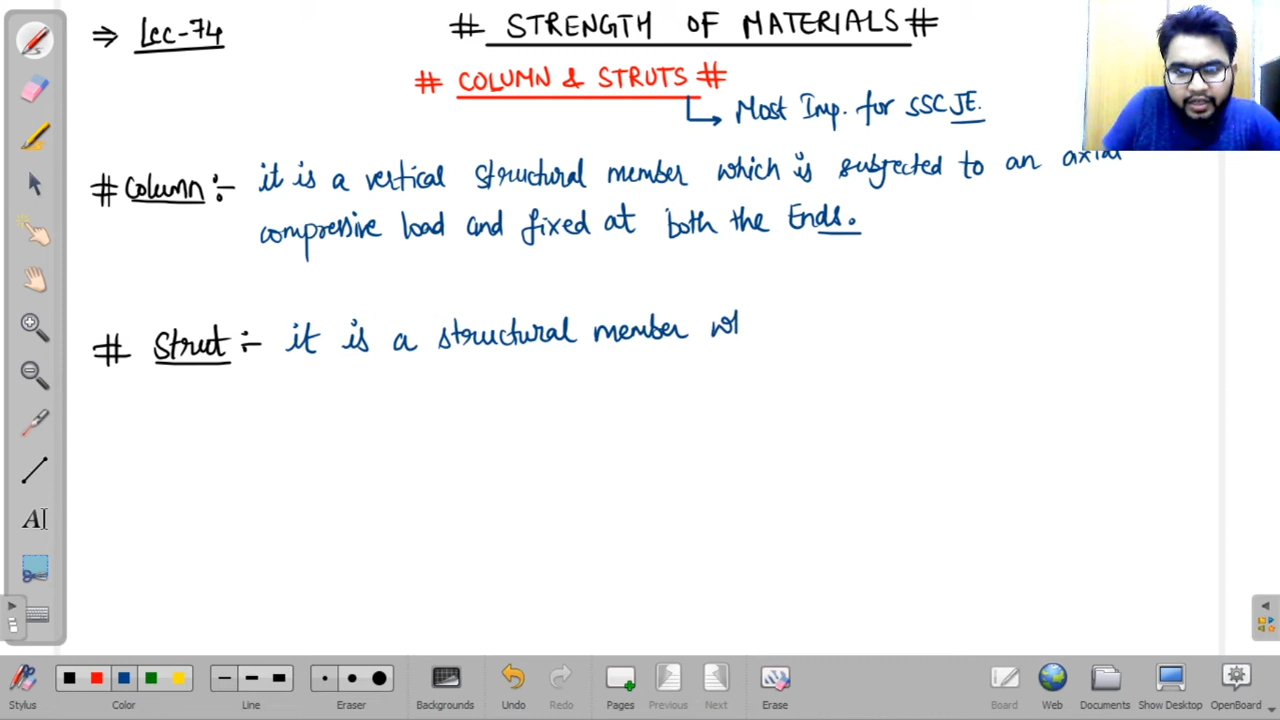 ⇒ Lec-74
# STRENGTH OF MATERIALS #
# COLUMN & STRUTS #
Most Imp. for SSC JE.
# Column :- it is a vertical structural member which is subjected to an axial
compressive load and fixed at both the Ends.
# Strut :- it is a structural member wh
AI
Stylus
Color
Line
Eraser
Backgrounds
Undo
Redo
Pages
Previous
Next
Erase
Board
Web
Documents
Show Desktop
OpenBoard